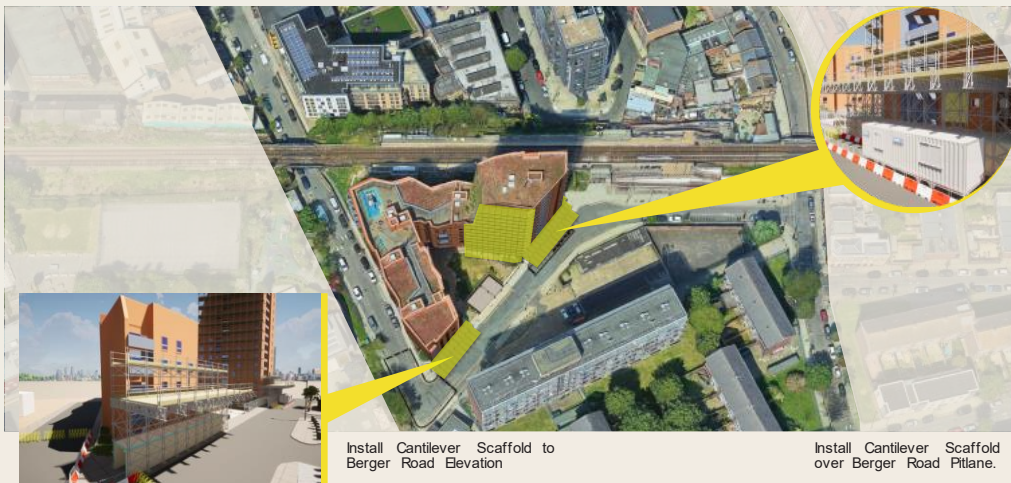 Install Cantilever Scaffold to
Berger Road Elevation
Install Cantilever Scaffold
over Berger Road Pitlane.